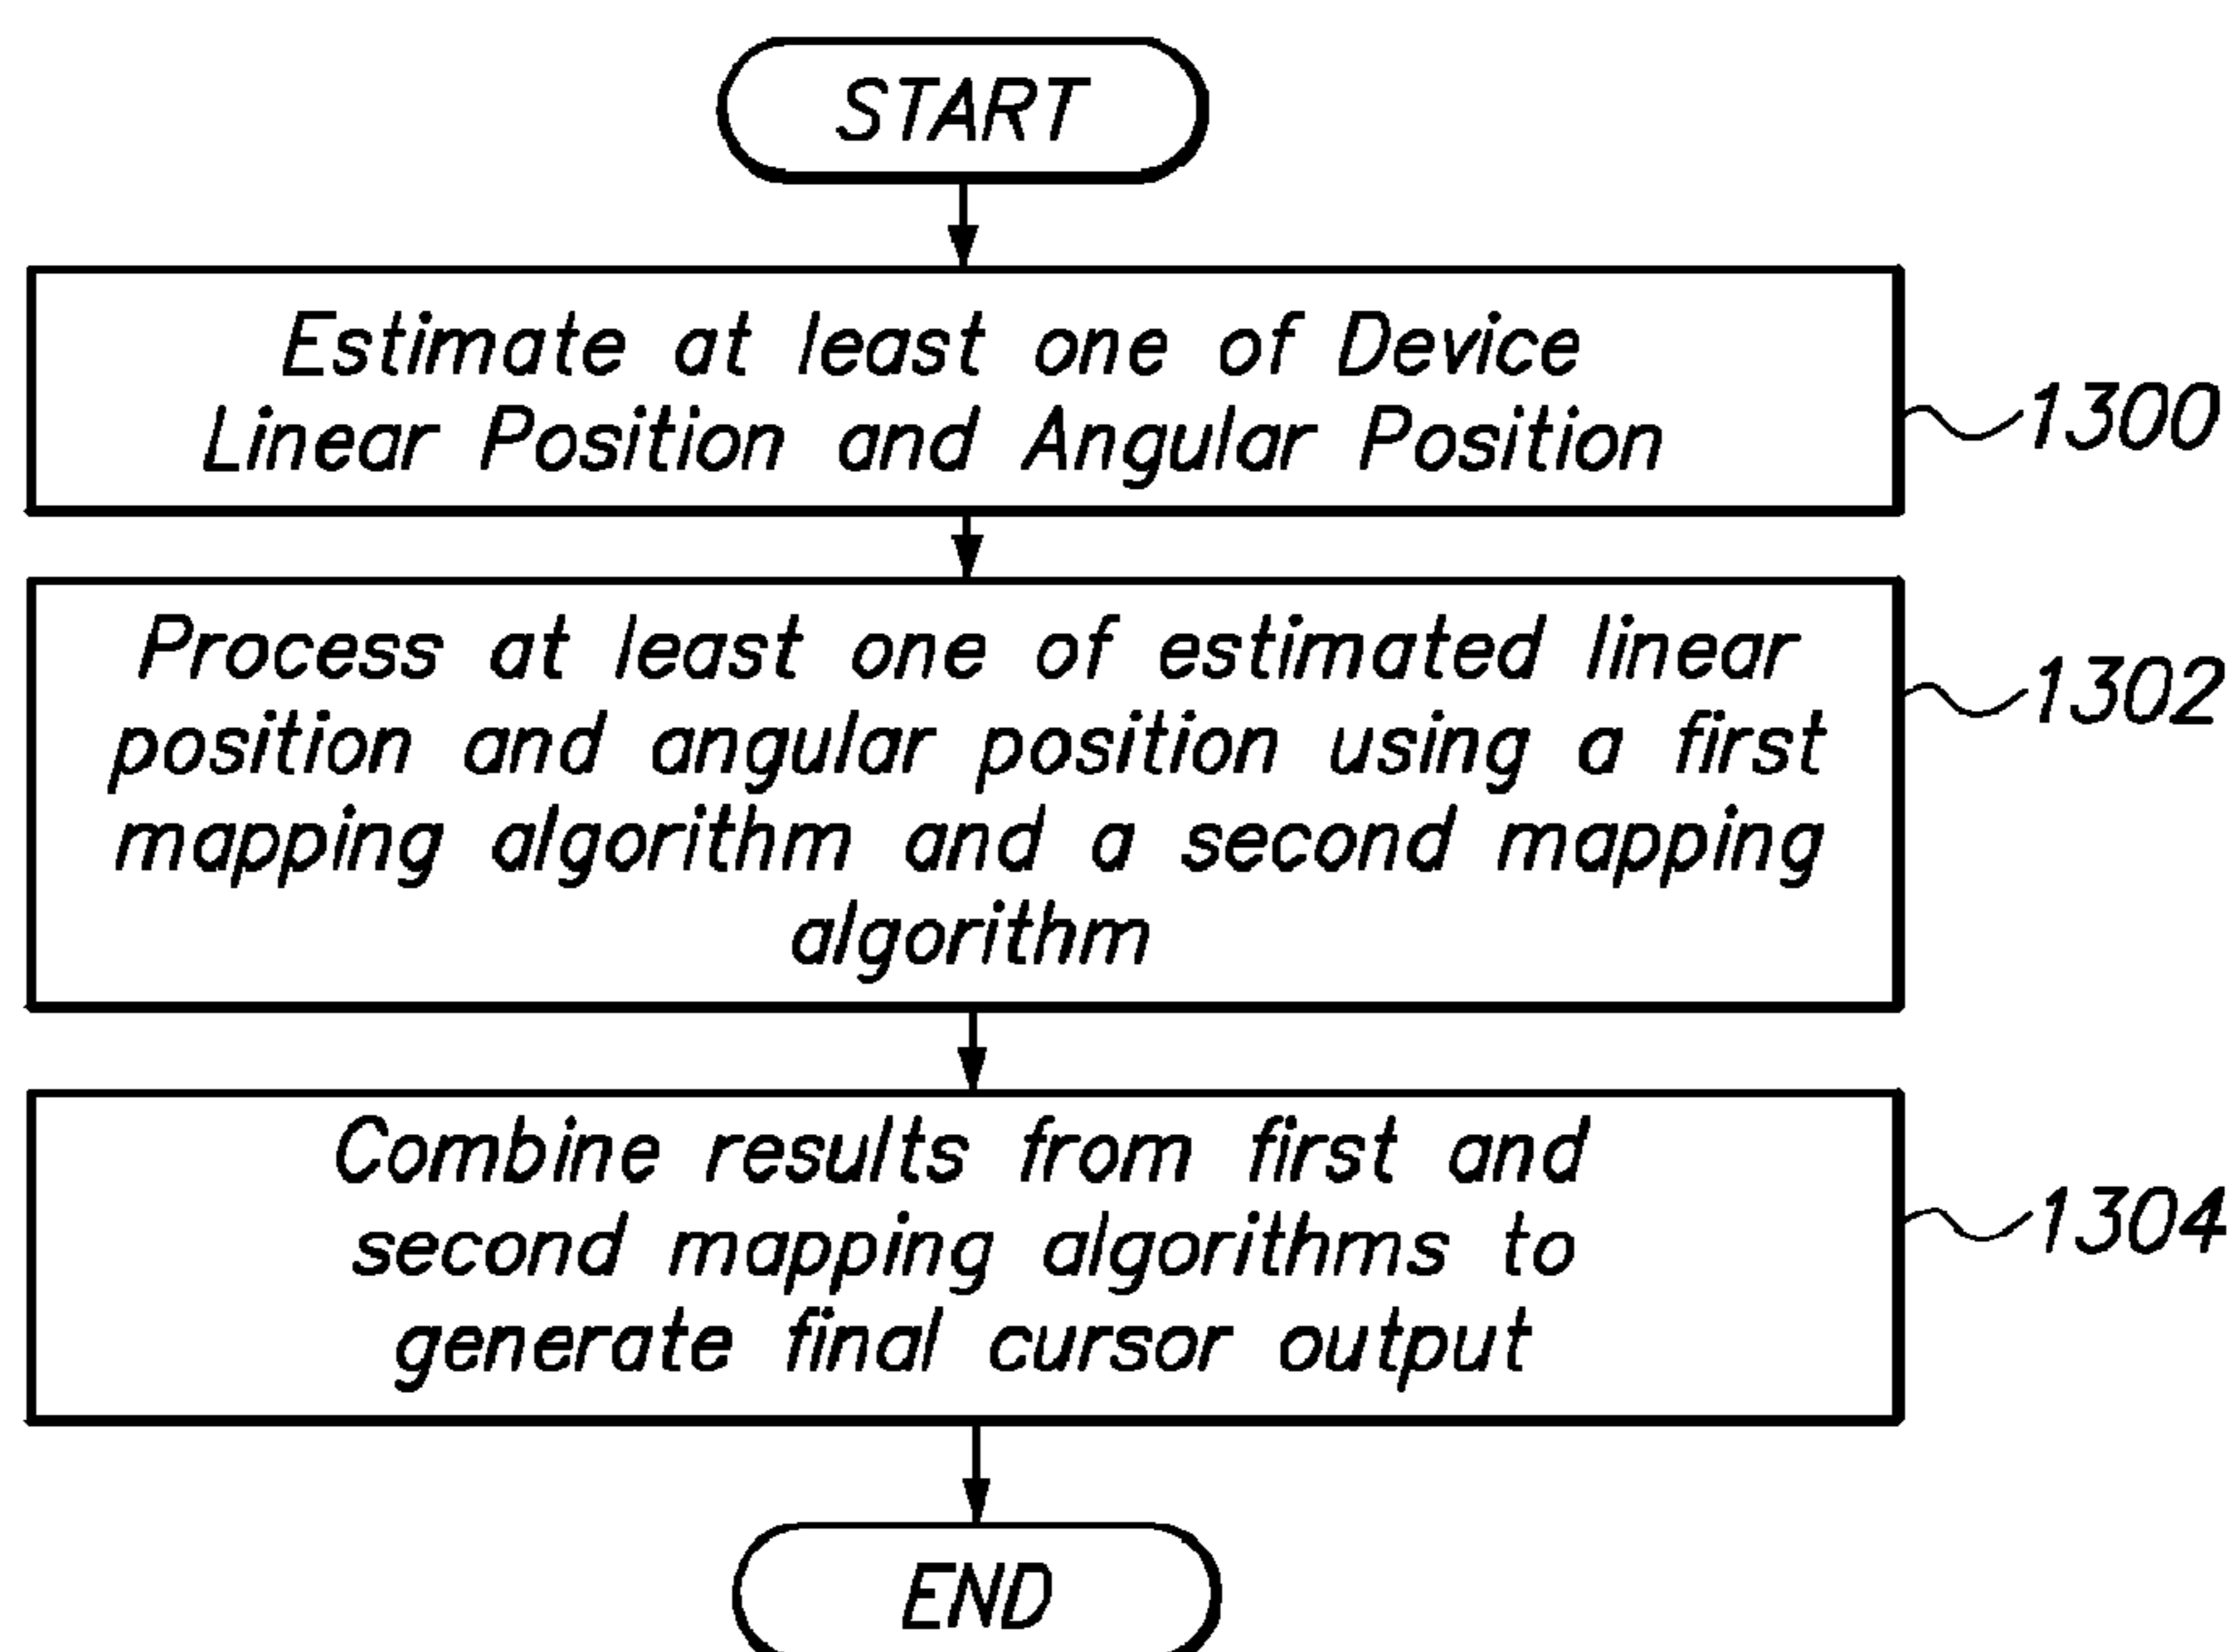 START
Estimate at least one of Device
Linear Position and Angular Position
1300
Process at least one of estimated linear
position and angular position using a first
mapping algorithm and a second mapping
algorithm
1302
Combine results from first and
second mapping algorithms to
generate final cursor output
1304
END